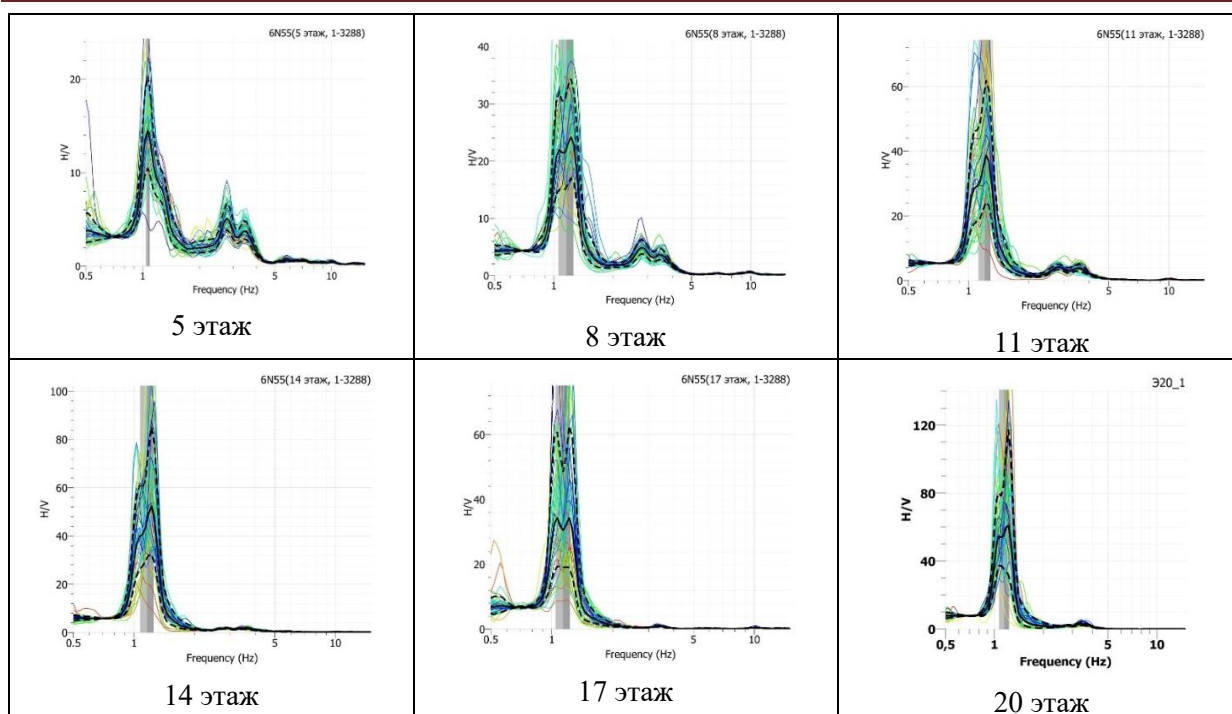 6N55(5 этаж, 1-3288)
20
10
0
H/V
0.5 1 5 10
Frequency (Hz)
5 этаж
6N55(8 этаж, 1-3288)
40
30
20
10
0
H/V
0.5 1 5 10
Frequency (Hz)
8 этаж
6N55(11 этаж, 1-3288)
60
40
20
0
H/V
0.5 1 5 10
Frequency (Hz)
11 этаж
6N55(14 этаж, 1-3288)
100
80
60
40
20
0
H/V
0.5 1 5 10
Frequency (Hz)
14 этаж
6N55(17 этаж, 1-3288)
60
40
20
0
H/V
0.5 1 5 10
Frequency (Hz)
17 этаж
Э20_1
120
80
40
0
H/V
0,5 1 5 10
Frequency (Hz)
20 этаж